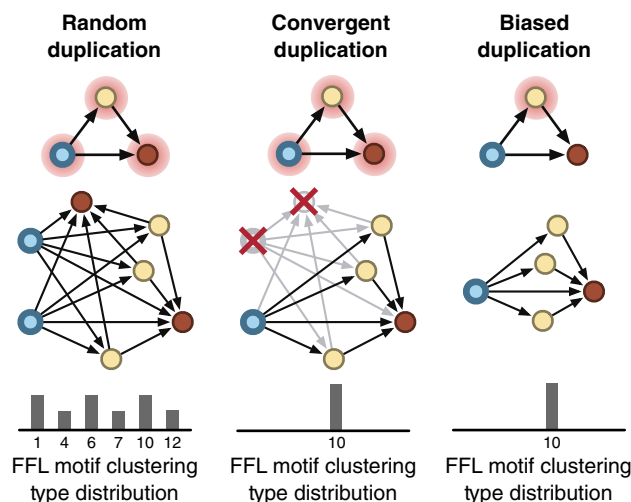 Random
duplication
Convergent
duplication
Biased
duplication
1 4 6 7 10 12
FFL motif clustering
type distribution
10
FFL motif clustering
type distribution
10
FFL motif clustering
type distribution